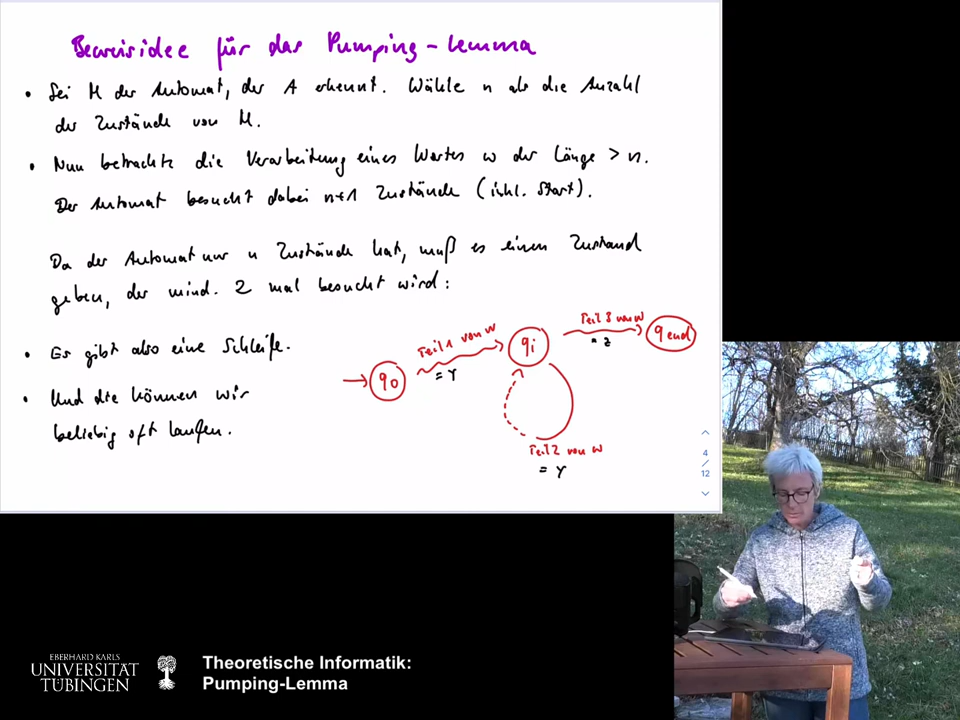 Beweisidee für das Pumping-Lemma
• Sei M der Automat, der A erkennt. Wähle n als die Anzahl
der Zustände von M.
• Nun betrachte die Verarbeitung eines Wortes w der Länge > n.
Der Automat besucht dabei n+1 Zustände (inkl. Start).
Da der Automat nur n Zustände hat, muß es einen Zustand
geben, der mind. 2 mal besucht wird:
• Es gibt also eine Schleife.
• Und die können wir
beliebig oft laufen.
q0
Teil 1 von w
= Y
qi
Teil 3 von w
= z
q end
Teil 2 von w
= Y
4
/
12
EBERHARD KARLS
UNIVERSITÄT
TÜBINGEN
Theoretische Informatik:
Pumping-Lemma